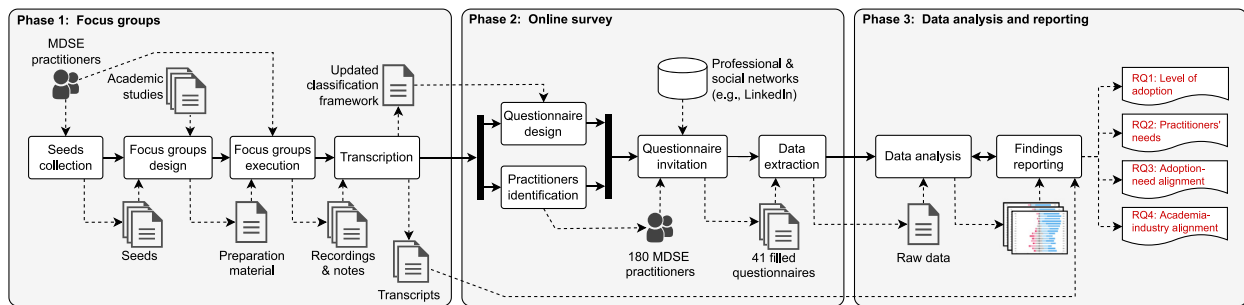 Phase 1: Focus groups
MDSE
practitioners
Academic
studies
Updated
classification
framework
Seeds
collection
Focus groups
design
Focus groups
execution
Transcription
Seeds
Preparation
material
Recordings
& notes
Transcripts
Phase 2: Online survey
Professional &
social networks
(e.g., LinkedIn)
Questionnaire
design
Practitioners
identification
Questionnaire
invitation
Data
extraction
180 MDSE
practitioners
41 filled
questionnaires
Phase 3: Data analysis and reporting
Data analysis
Findings
reporting
Raw data
RQ1: Level of
adoption
RQ2: Practitioners'
needs
RQ3: Adoption-
need alignment
RQ4: Academia-
industry alignment